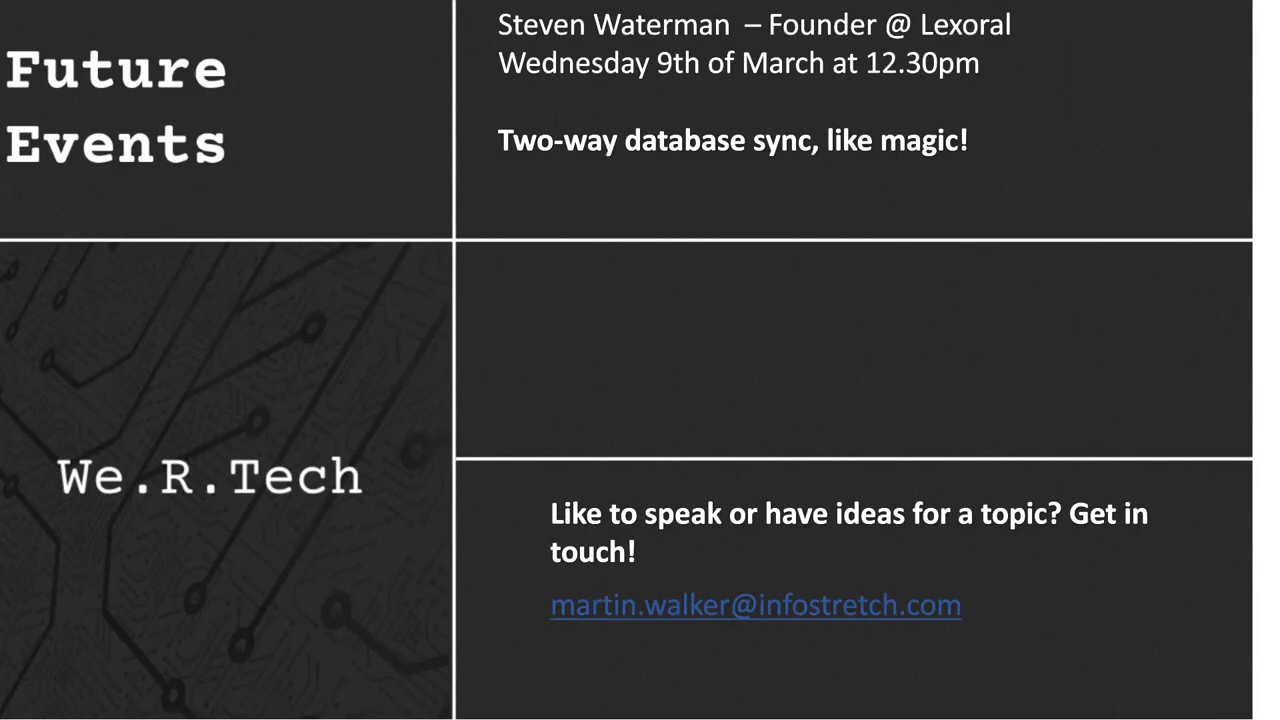 Future
Events
Steven Waterman – Founder @ Lexoral
Wednesday 9th of March at 12.30pm
Two-way database sync, like magic!
We.R.Tech
Like to speak or have ideas for a topic? Get in
touch!
martin.walker@infostretch.com